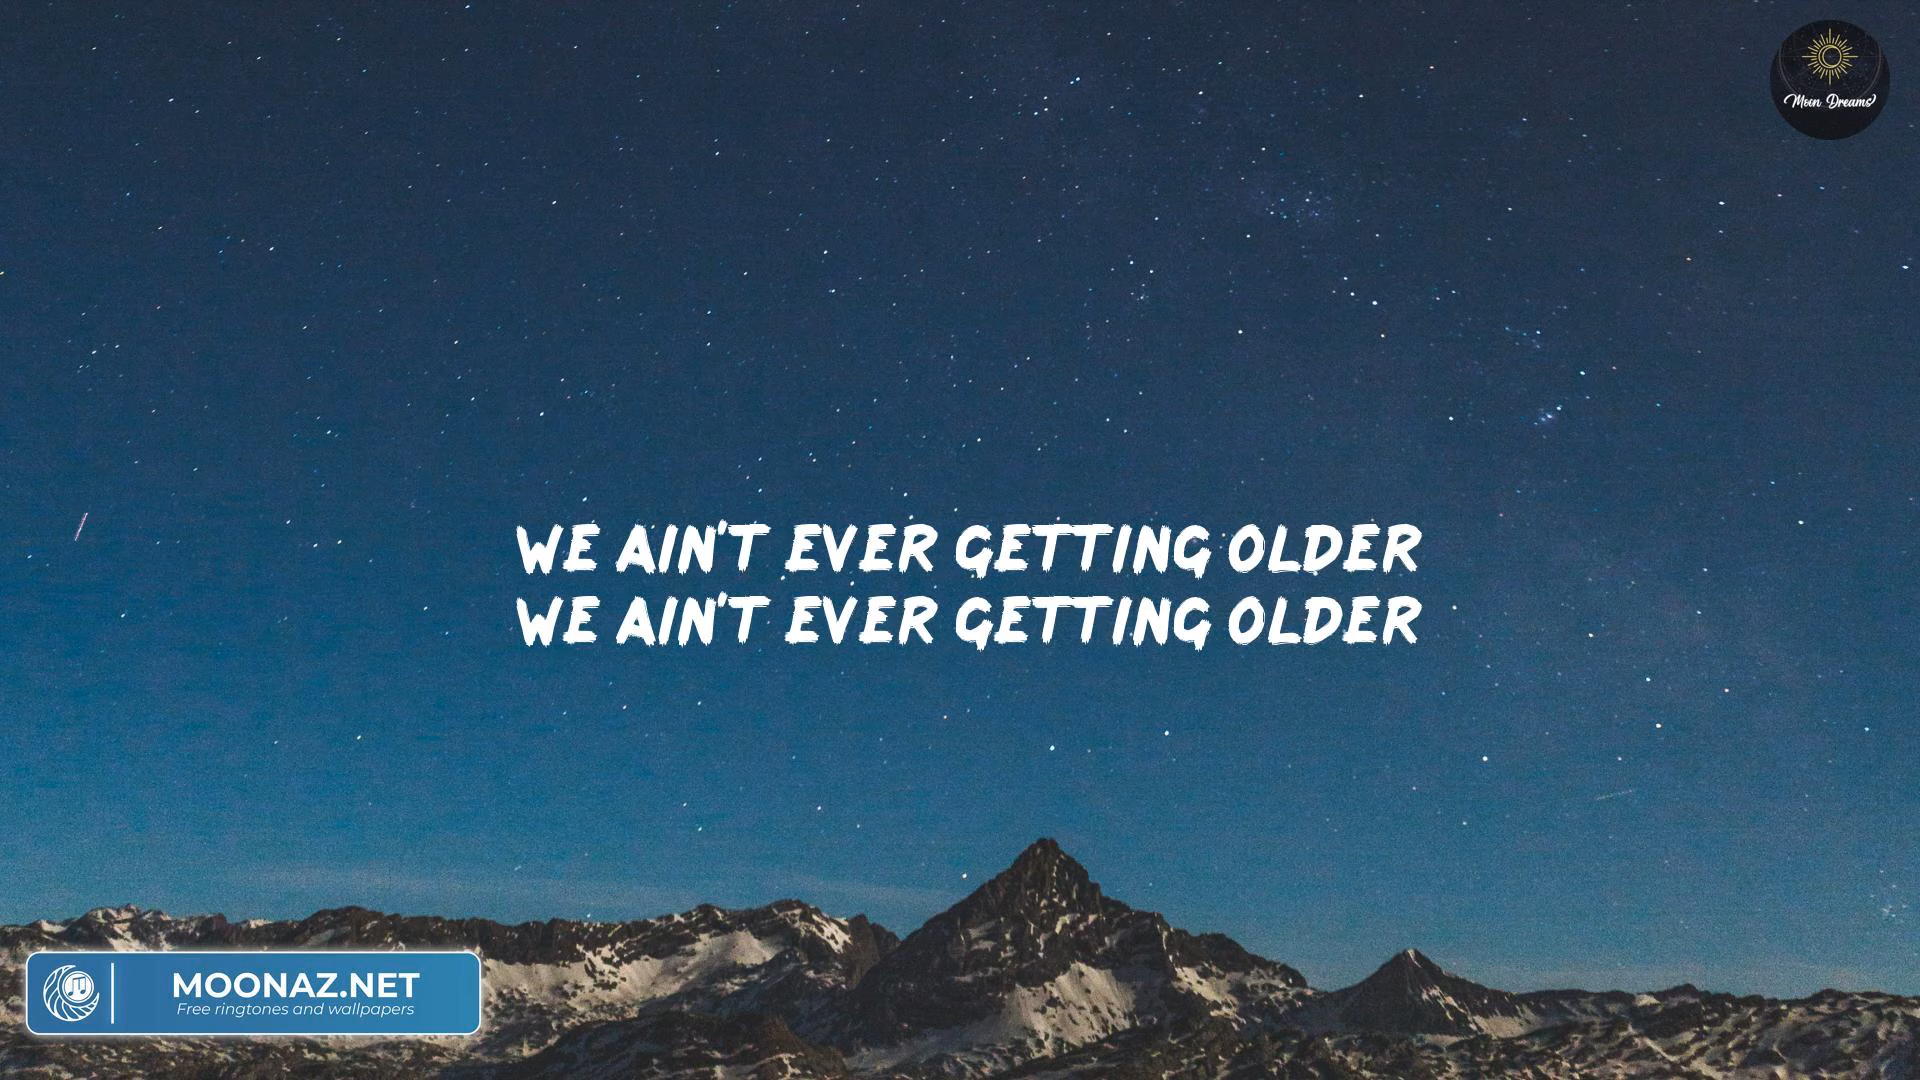 Moon Dreams
WE AIN'T EVER GETTING OLDER
WE AIN'T EVER GETTING OLDER
MOONAZ.NET
Free ringtones and wallpapers